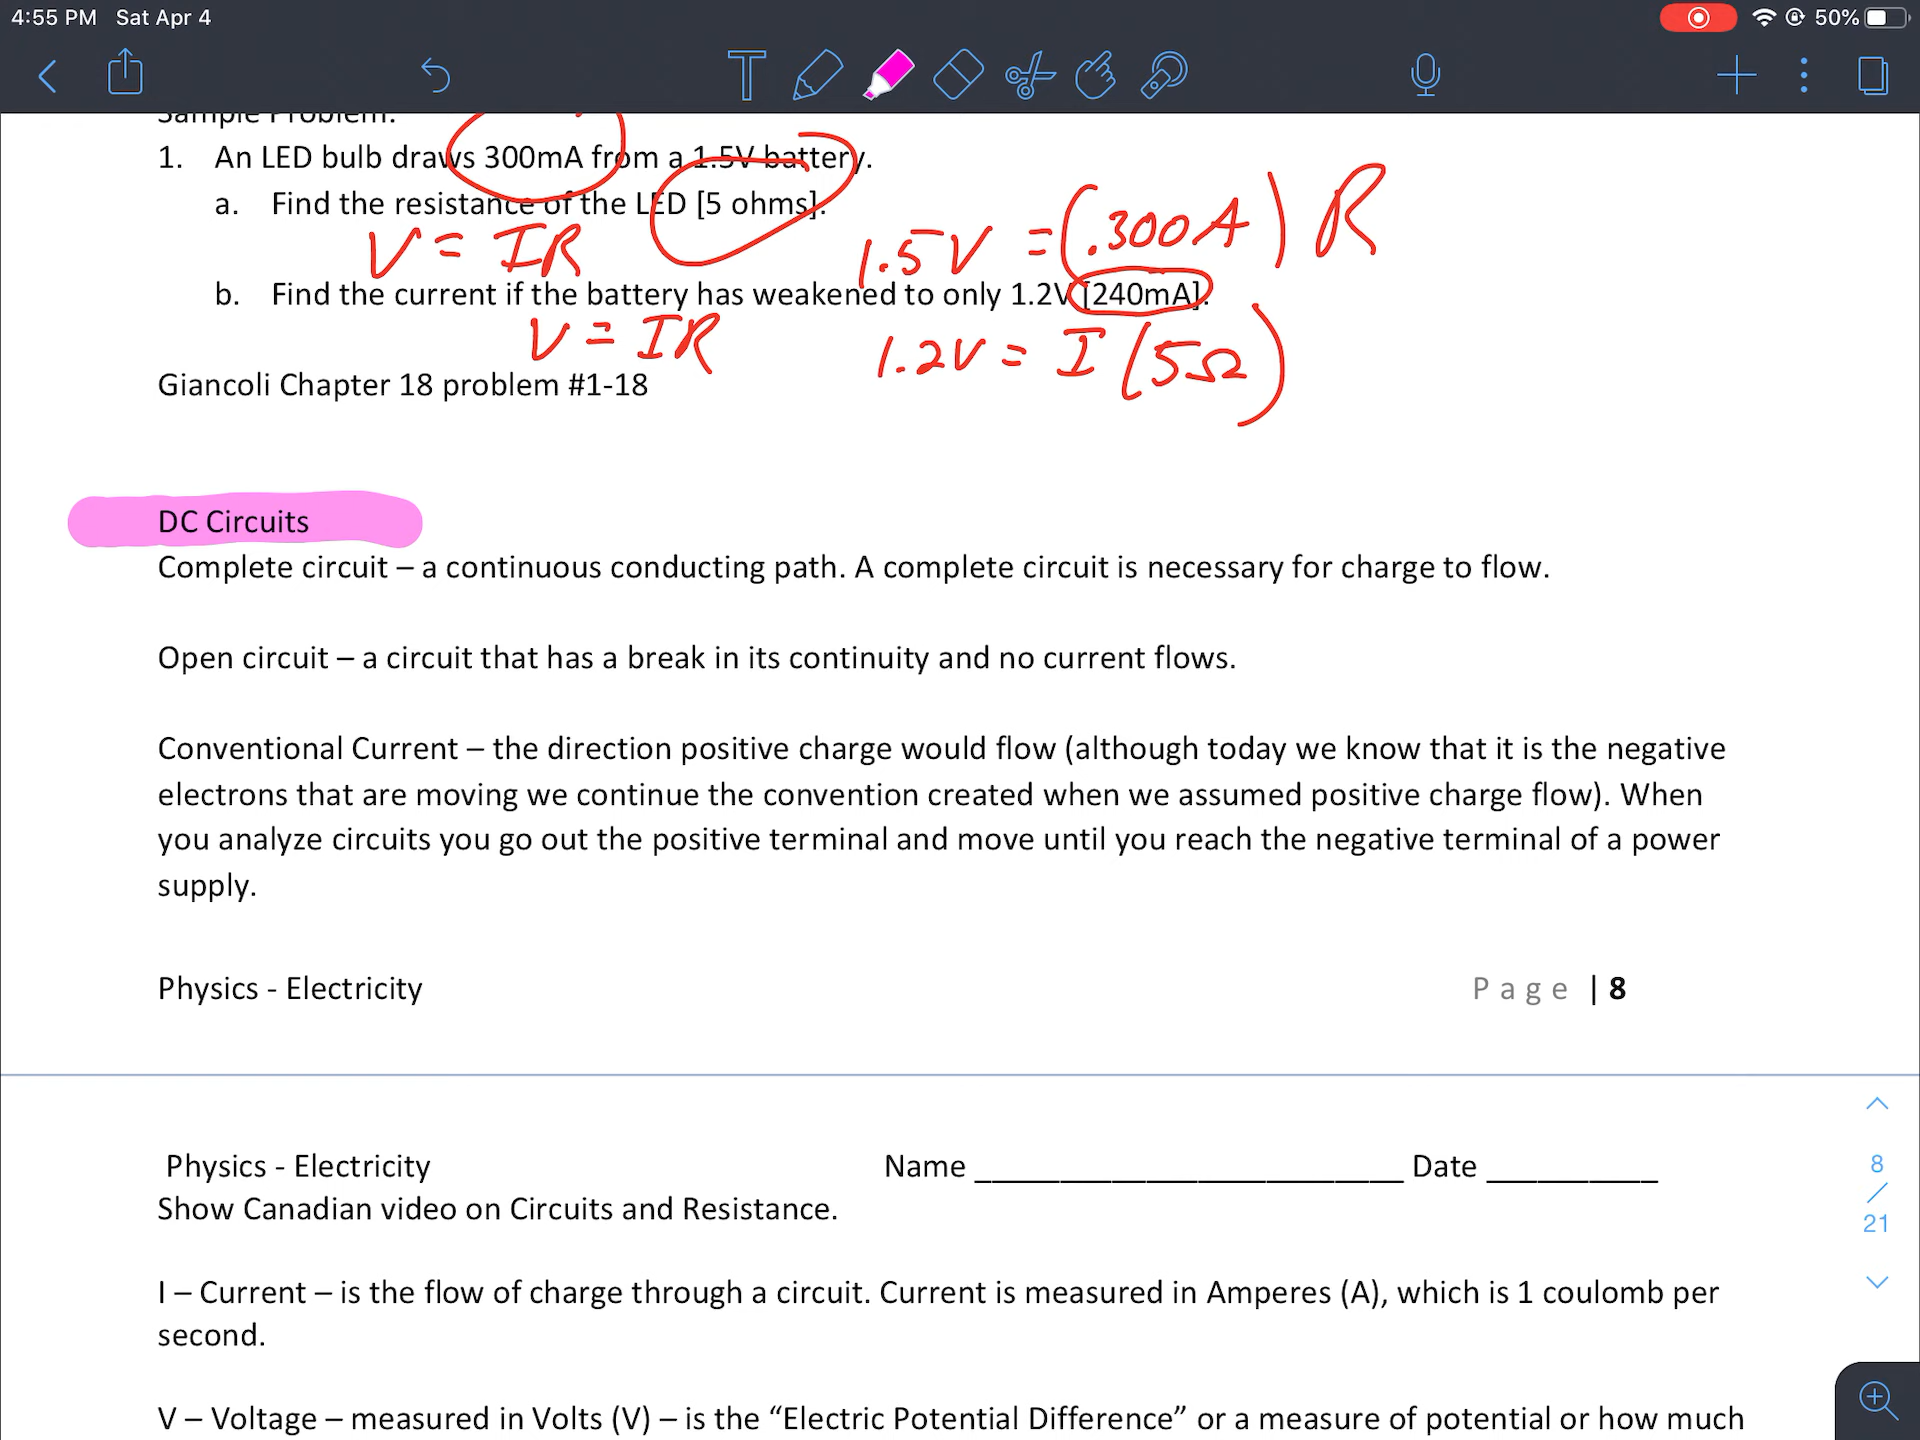 4:55 PM Sat Apr 4
50%
Sample Problem:
1. An LED bulb draws 300mA from a 1.5V battery.
a. Find the resistance of the LED [5 ohms].
V = IR 1.5V = (.300A) R
b. Find the current if the battery has weakened to only 1.2V [240mA].
V = IR 1.2V = I (5Ω)
Giancoli Chapter 18 problem #1-18
DC Circuits
Complete circuit – a continuous conducting path. A complete circuit is necessary for charge to flow.
Open circuit – a circuit that has a break in its continuity and no current flows.
Conventional Current – the direction positive charge would flow (although today we know that it is the negative
electrons that are moving we continue the convention created when we assumed positive charge flow). When
you analyze circuits you go out the positive terminal and move until you reach the negative terminal of a power
supply.
Physics - Electricity Page | 8
Physics - Electricity Name __________________________ Date __________
Show Canadian video on Circuits and Resistance.
8
/
21
I – Current – is the flow of charge through a circuit. Current is measured in Amperes (A), which is 1 coulomb per
second.
V – Voltage – measured in Volts (V) – is the “Electric Potential Difference” or a measure of potential or how much